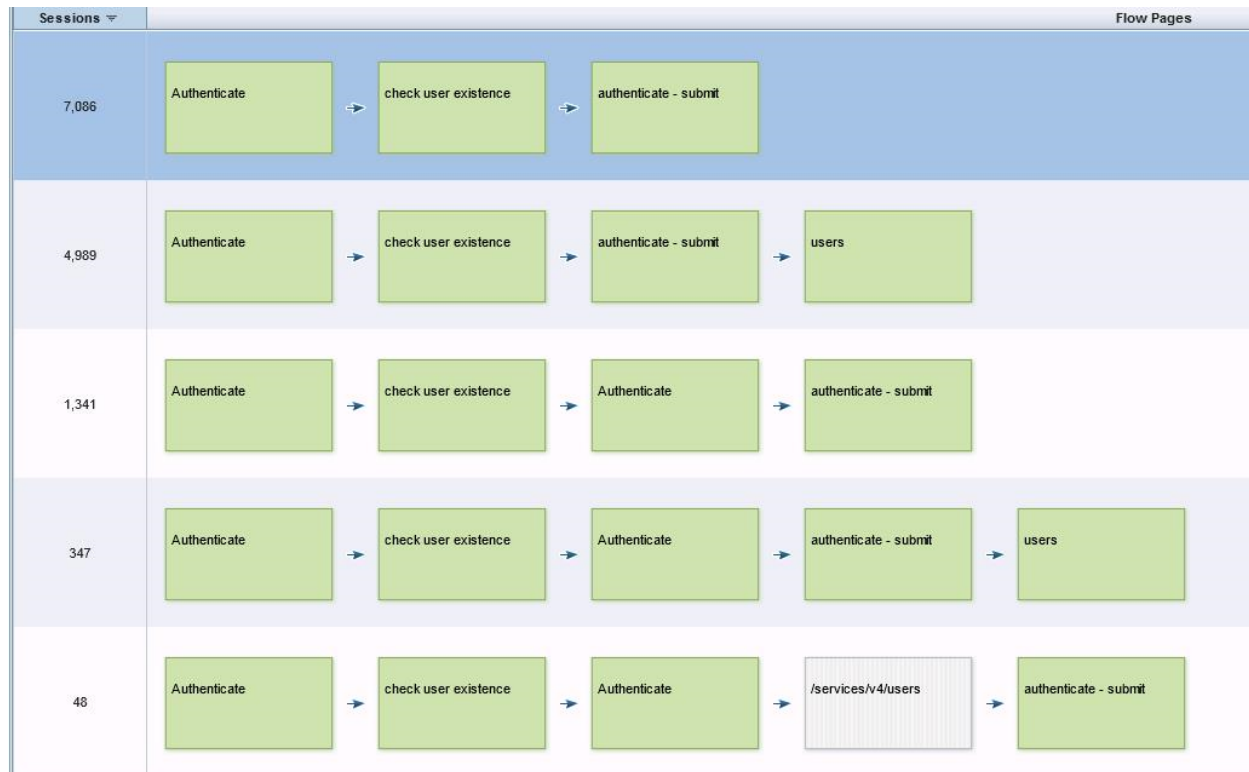 Sessions Flow Pages
7,086 Authenticate check user existence authenticate - submit
4,989 Authenticate check user existence authenticate - submit users
1,341 Authenticate check user existence Authenticate authenticate - submit
347 Authenticate check user existence Authenticate authenticate - submit users
48 Authenticate check user existence Authenticate /services/v4/users authenticate - submit